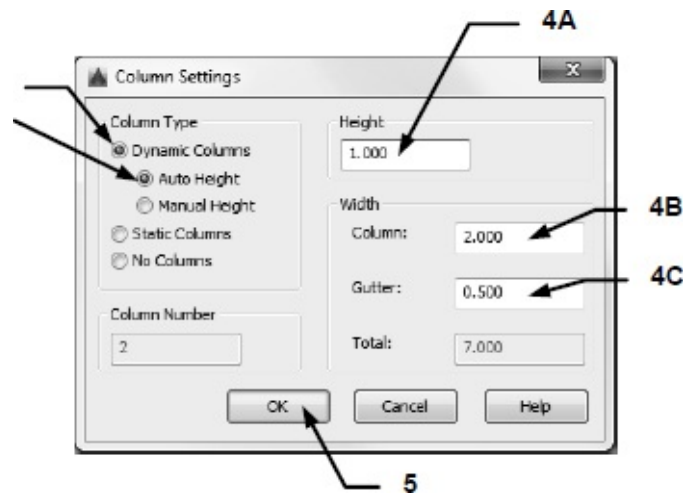 4A
Column Settings
Column Type
Dynamic Columns
Auto Height
Manual Height
Static Columns
No Columns
Column Number
2
Height
1.000
Width
Column: 2.000
4B
Gutter: 0.500
4C
Total: 7.000
OK
Cancel
Help
5